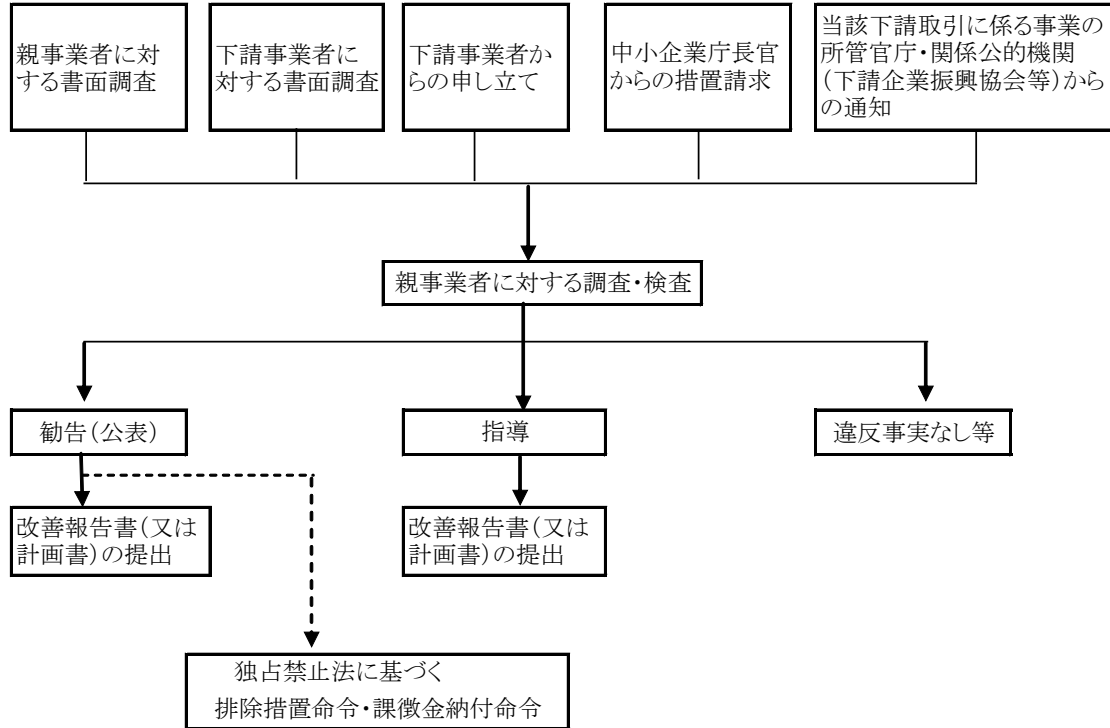 親事業者に対
する書面調査
下請事業者に
対する書面調査
下請事業者か
らの申し立て
中小企業庁長官
からの措置請求
当該下請取引に係る事業の
所管官庁・関係公的機関
(下請企業振興協会等)から
の通知
親事業者に対する調査・検査
勧告(公表)
指導
違反事実なし等
改善報告書(又は
計画書)の提出
改善報告書(又は
計画書)の提出
独占禁止法に基づく
排除措置命令・課徴金納付命令